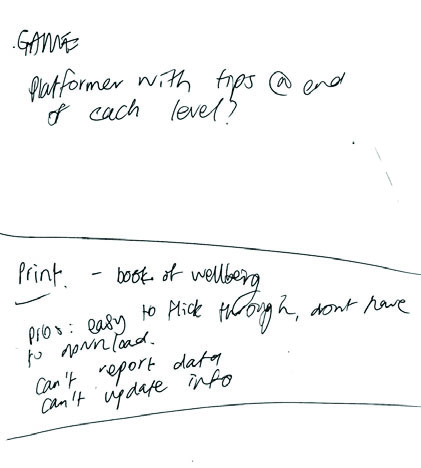 .GAME
Platformer with tips @ end
of each level?
Print. - book of wellbeing
pros: easy to flick through, dont have
to download.
can't report data
can't update info